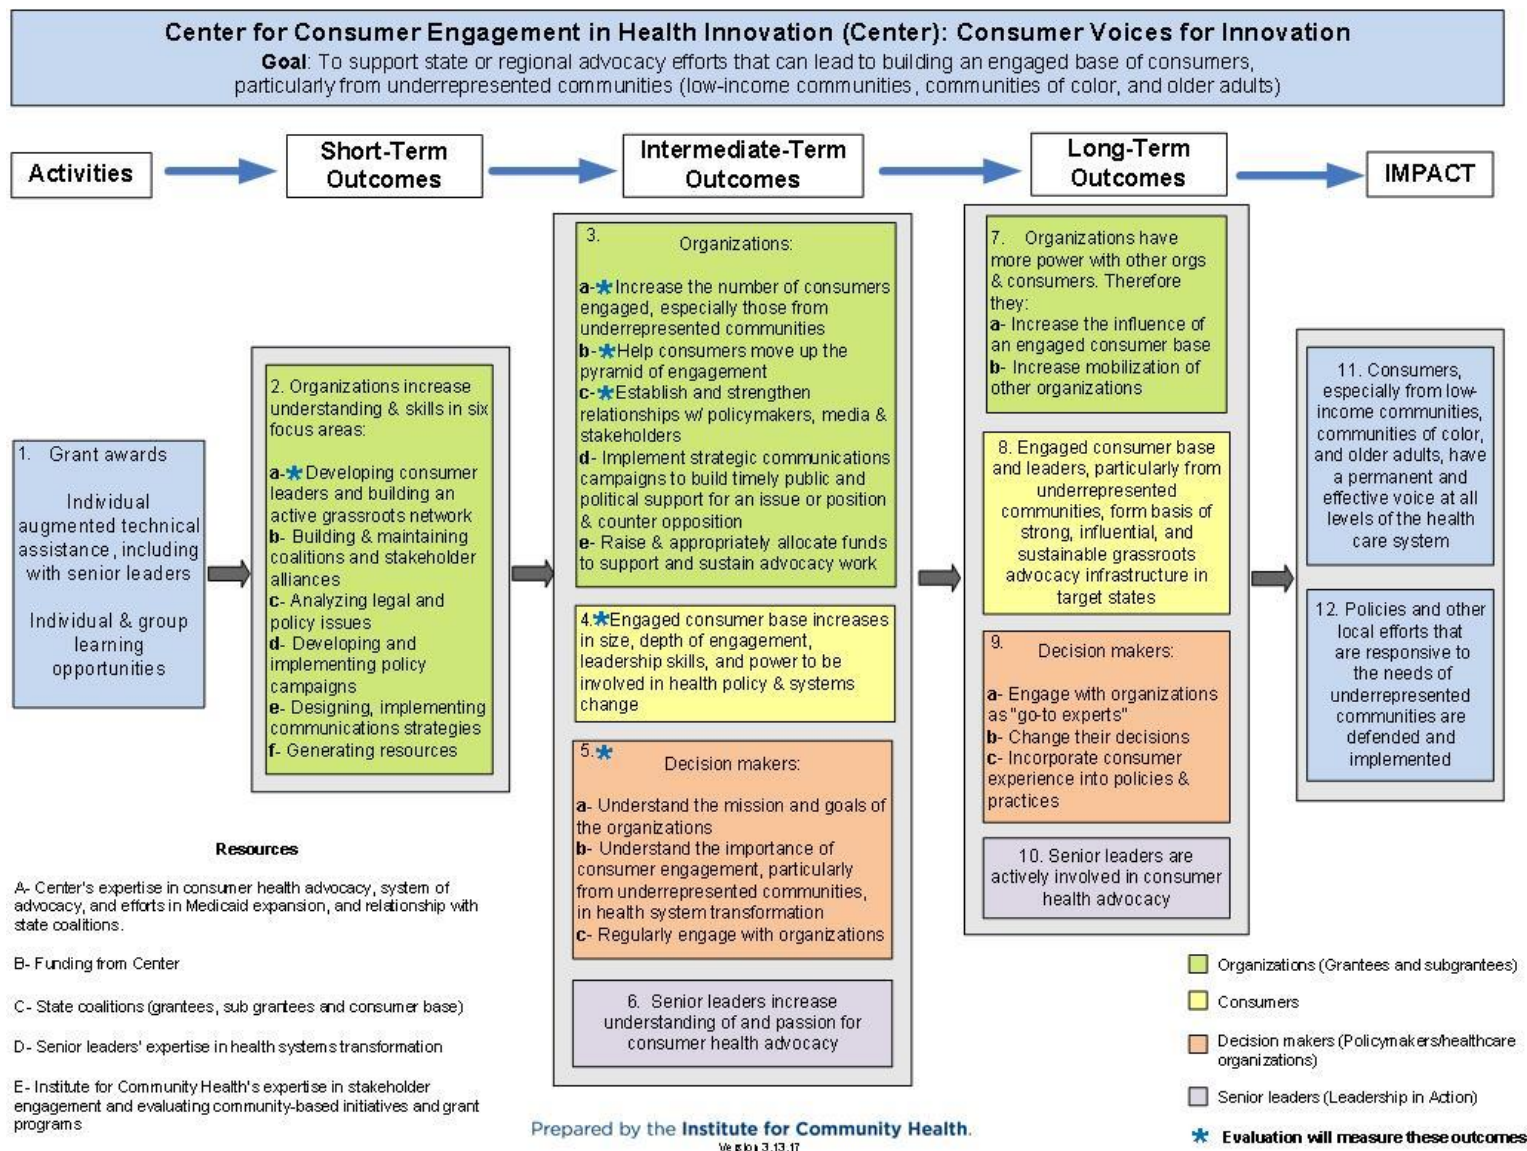 Center for Consumer Engagement in Health Innovation (Center): Consumer Voices for Innovation
Goal: To support state or regional advocacy efforts that can lead to building an engaged base of consumers,
particularly from underrepresented communities (low-income communities, communities of color, and older adults)
Activities
Short-Term
Outcomes
Intermediate-Term
Outcomes
Long-Term
Outcomes
IMPACT
1. Grant awards
Individual
augmented technical
assistance, including
with senior leaders
Individual & group
learning
opportunities
2. Organizations increase
understanding & skills in six
focus areas:
a-* Developing consumer
leaders and building an
active grassroots network
b- Building & maintaining
coalitions and stakeholder
alliances
c- Analyzing legal and
policy issues
d- Developing and
implementing policy
campaigns
e- Designing, implementing
communications strategies
f- Generating resources
3.
Organizations:
a-*Increase the number of consumers
engaged, especially those from
underrepresented communities
b-*Help consumers move up the
pyramid of engagement
c-*Establish and strengthen
relationships w/ policymakers, media &
stakeholders
d- Implement strategic communications
campaigns to build timely public and
political support for an issue or position
& counter opposition
e- Raise & appropriately allocate funds
to support and sustain advocacy work
4.*Engaged consumer base increases
in size, depth of engagement,
leadership skills, and power to be
involved in health policy & systems
change
5.*
Decision makers:
a- Understand the mission and goals of
the organizations
b- Understand the importance of
consumer engagement, particularly
from underrepresented communities,
in health system transformation
c- Regularly engage with organizations
6. Senior leaders increase
understanding of and passion for
consumer health advocacy
7. Organizations have
more power with other orgs
& consumers. Therefore
they:
a- Increase the influence of
an engaged consumer base
b- Increase mobilization of
other organizations
8. Engaged consumer base
and leaders, particularly from
underrepresented
communities, form basis of
strong, influential, and
sustainable grassroots
advocacy infrastructure in
target states
9.
Decision makers:
a- Engage with organizations
as "go-to experts"
b- Change their decisions
c- Incorporate consumer
experience into policies &
practices
10. Senior leaders are
actively involved in consumer
health advocacy
11. Consumers,
especially from low-
income communities,
communities of color,
and older adults, have
a permanent and
effective voice at all
levels of the health
care system
12. Policies and other
local efforts that
are responsive to
the needs of
underrepresented
communities are
defended and
implemented
Resources
A- Center's expertise in consumer health advocacy, system of
advocacy, and efforts in Medicaid expansion, and relationship with
state coalitions.
B- Funding from Center
C- State coalitions (grantees, sub grantees and consumer base)
D- Senior leaders' expertise in health systems transformation
E- Institute for Community Health's expertise in stakeholder
engagement and evaluating community-based initiatives and grant
programs
Organizations (Grantees and subgrantees)
Consumers
Decision makers (Policymakers/healthcare
organizations)
Senior leaders (Leadership in Action)
* Evaluation will measure these outcomes
Prepared by the Institute for Community Health.
Version 3.13.17